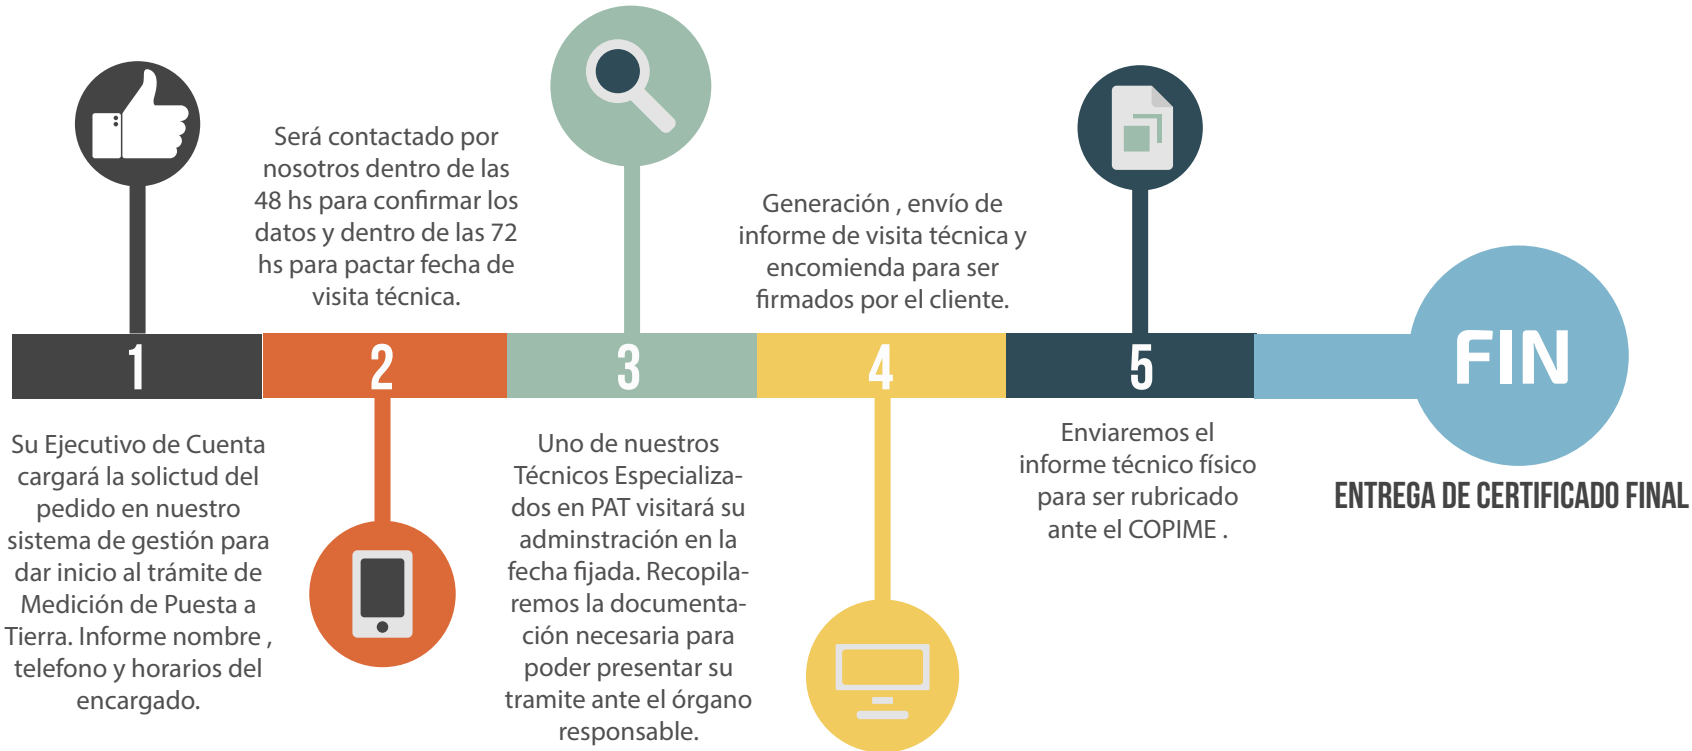 1
Su Ejecutivo de Cuenta
cargará la solictud del
pedido en nuestro
sistema de gestión para
dar inicio al trámite de
Medición de Puesta a
Tierra. Informe nombre ,
telefono y horarios del
encargado.
Será contactado por
nosotros dentro de las
48 hs para confirmar los
datos y dentro de las 72
hs para pactar fecha de
visita técnica.
2
3
Uno de nuestros
Técnicos Especializa-
dos en PAT visitará su
adminstración en la
fecha fijada. Recopila-
remos la documenta-
ción necesaria para
poder presentar su
tramite ante el órgano
responsable.
Generación , envío de
informe de visita técnica y
encomienda para ser
firmados por el cliente.
4
5
Enviaremos el
informe técnico físico
para ser rubricado
ante el COPIME .
FIN
ENTREGA DE CERTIFICADO FINAL